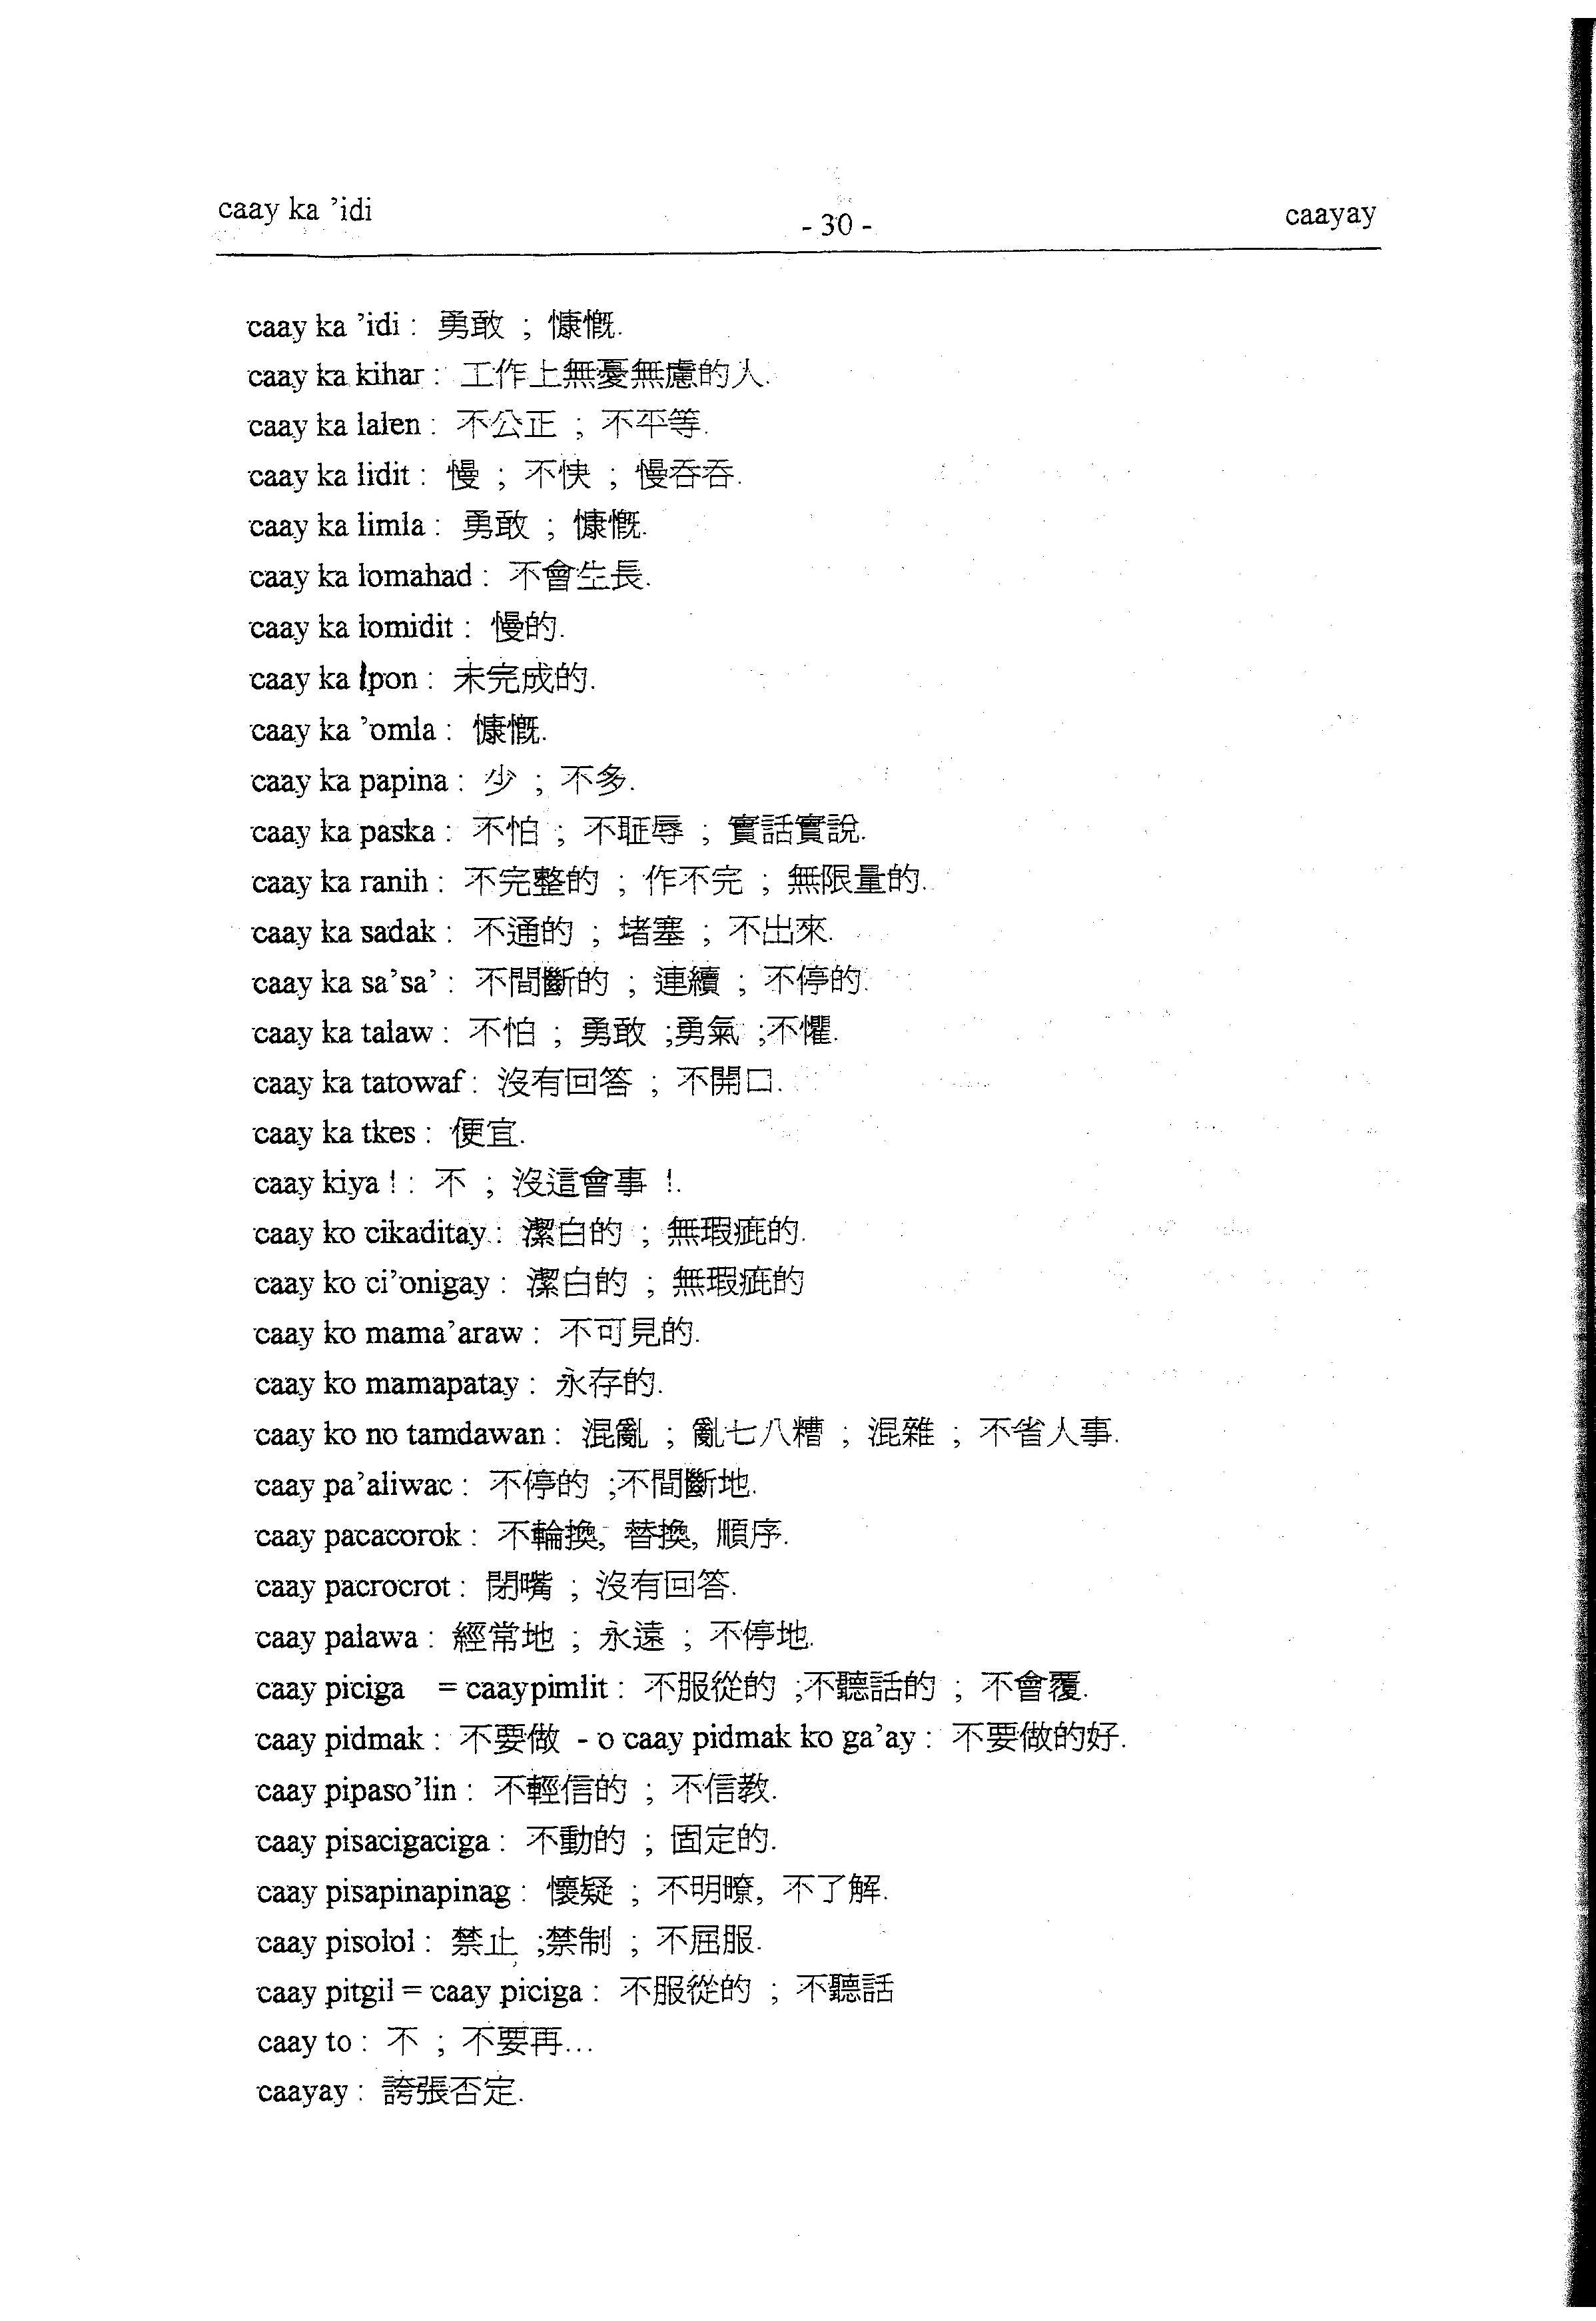 caay ka ’idi
- 30 -
caayay
caay ka ’idi : 勇敢 ; 慷慨.
caay ka kihar : 工作上無憂無慮的人.
caay ka lalen : 不公正 ; 不平等.
caay ka lidit : 慢 ; 不快 ; 慢吞吞.
caay ka limla : 勇敢 ; 慷慨.
caay ka lomahad : 不會生長.
caay ka lomidit : 慢的.
caay ka lpon : 未完成的.
caay ka ’omla : 慷慨.
caay ka papina : 少 ; 不多.
caay ka paska : 不怕 ; 不耻辱 ; 實話實說.
caay ka ranih : 不完整的 ; 作不完 ; 無限量的.
caay ka sadak : 不通的 ; 堵塞 ; 不出來.
caay ka sa’sa’ : 不間斷的 ; 連續 ; 不停的.
caay ka talaw : 不怕 ; 勇敢 ;勇氣 ;不懼.
caay ka tatowaf : 沒有回答 ; 不開口.
caay ka tkes : 便宜.
caay kiya ! : 不 ; 沒這會事 !.
caay ko cikaditay : 潔白的 ; 無瑕疵的.
caay ko ci’onigay : 潔白的 ; 無瑕疵的
caay ko mama’araw : 不可見的.
caay ko mamapatay : 永存的.
caay ko no tamdawan : 混亂 ; 亂七八糟 ; 混雜 ; 不省人事.
caay pa’aliwac : 不停的 ;不間斷地.
caay pacacorok : 不輪換, 替換, 順序.
caay pacrocrot : 閉嘴 ; 沒有回答.
caay palawa : 經常地 ; 永遠 ; 不停地.
caay piciga = caaypimlit : 不服從的 ;不聽話的 ; 不會覆.
caay pidmak : 不要做 - o caay pidmak ko ga’ay : 不要做的好.
caay pipaso’lin : 不輕信的 ; 不信教.
caay pisacigaciga : 不動的 ; 固定的.
caay pisapinapinag : 懷疑 ; 不明瞭, 不了解.
caay pisolol : 禁止 ;禁制 ; 不屈服.
caay pitgil = caay piciga : 不服從的 ; 不聽話
caay to : 不 ; 不要再...
caayay : 誇張否定.